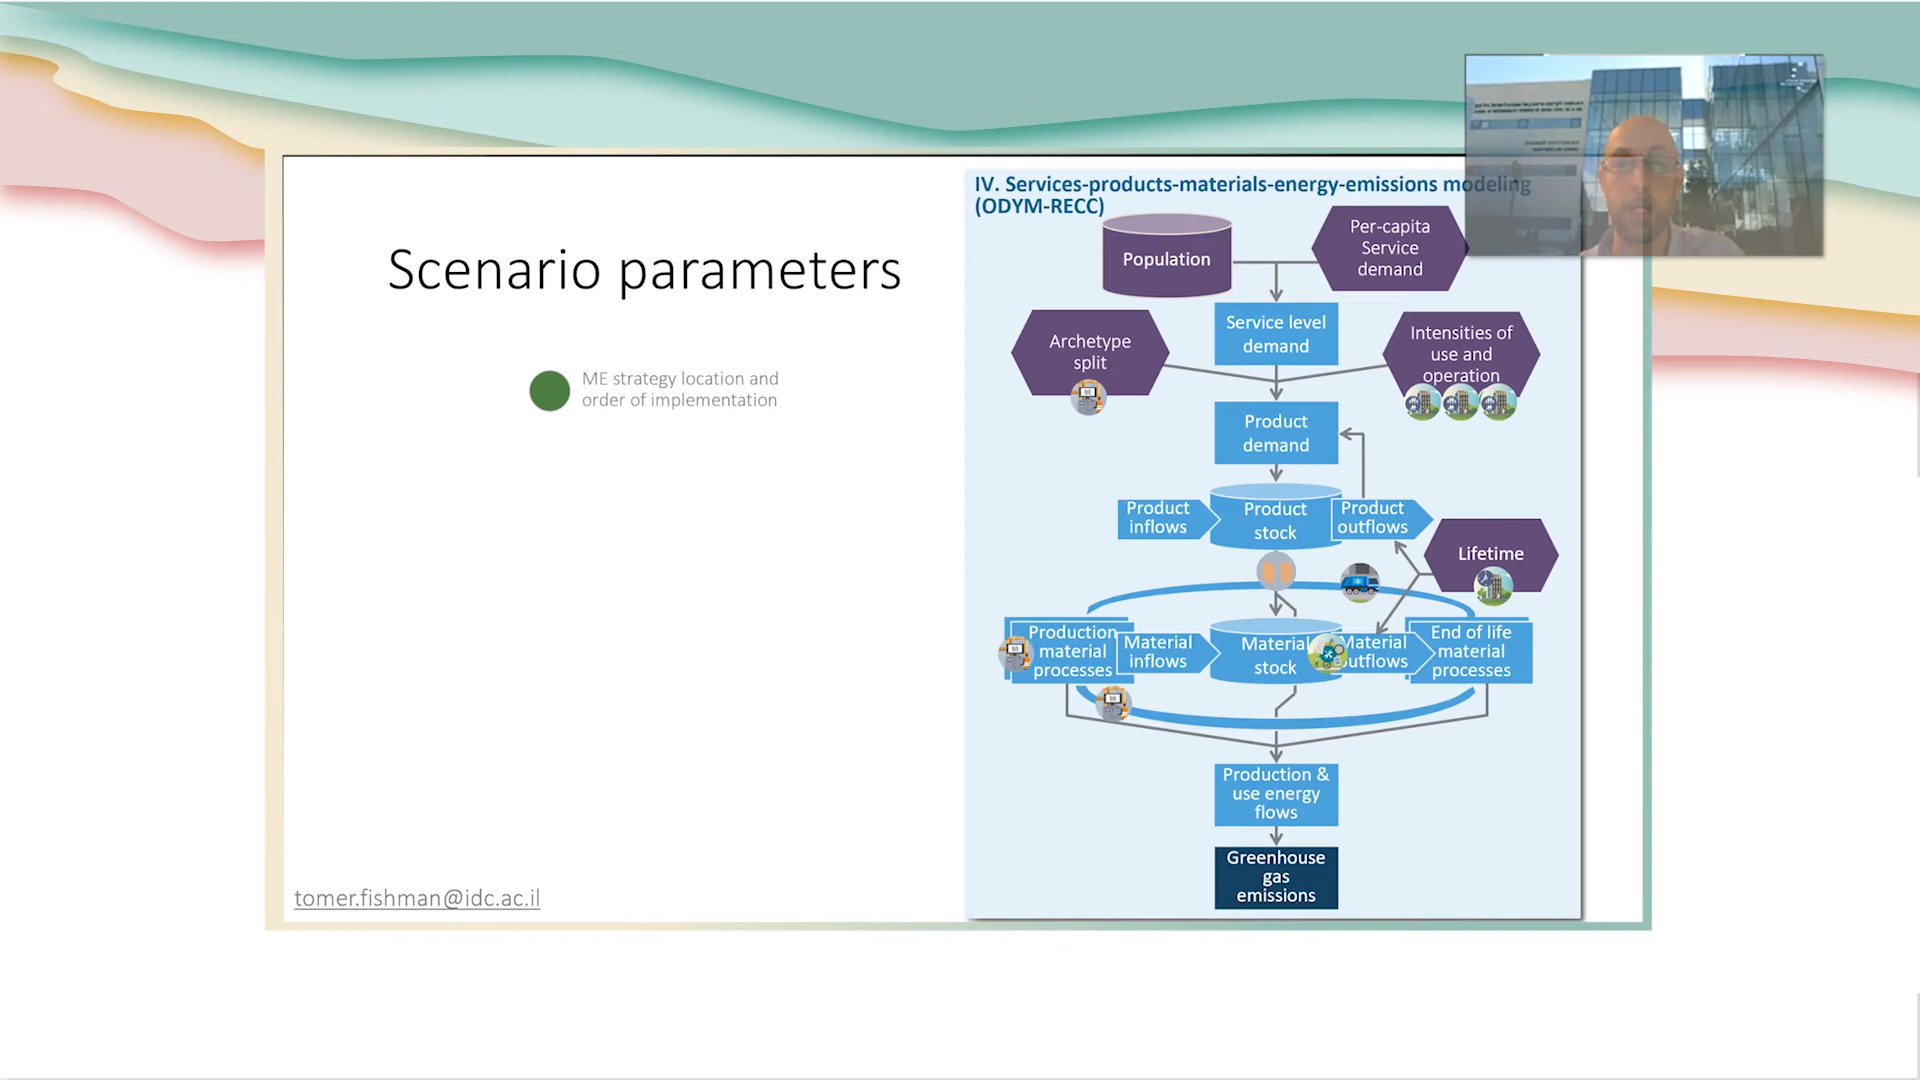 Scenario parameters
ME strategy location and
order of implementation
tomer.fishman@idc.ac.il
IV. Services-products-materials-energy-emissions modeling
(ODYM-RECC)
Population
Per-capita
Service
demand
Service level
demand
Archetype
split
Intensities of
use and
operation
Product
demand
Product
inflows
Product
stock
Product
outflows
Lifetime
Production
material
processes
Material
inflows
Material
stock
Material
outflows
End of life
material
processes
Production &
use energy
flows
Greenhouse
gas
emissions